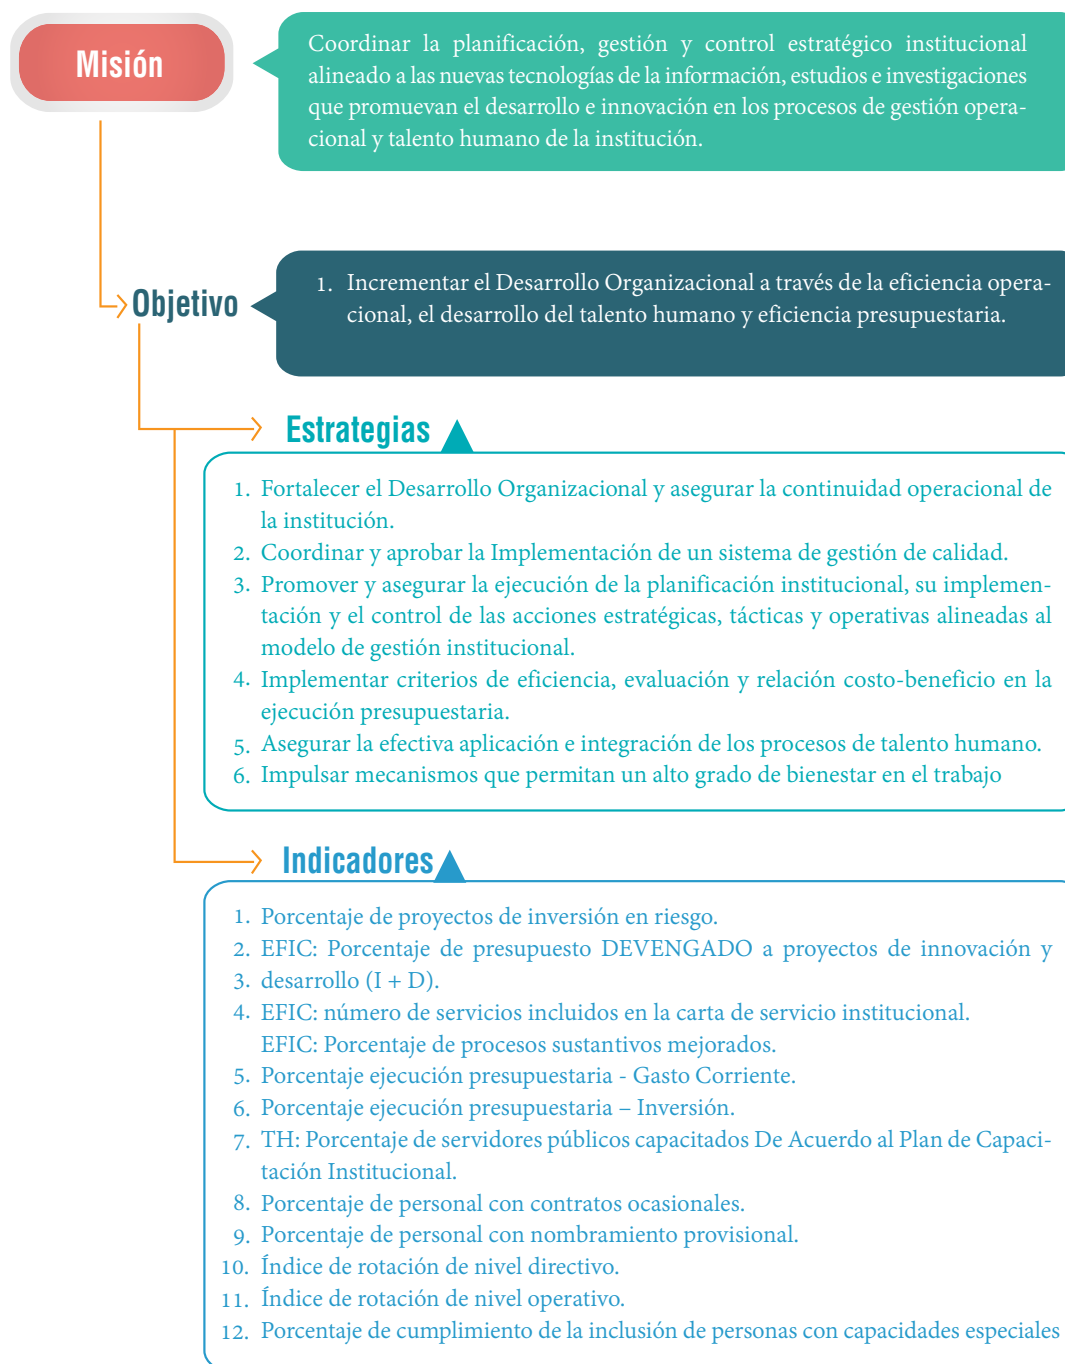 Misión
Coordinar la planificación, gestión y control estratégico institucional
alineado a las nuevas tecnologías de la información, estudios e investigaciones
que promuevan el desarrollo e innovación en los procesos de gestión opera-
cional y talento humano de la institución.
Objetivo
1. Incrementar el Desarrollo Organizacional a través de la eficiencia opera-
cional, el desarrollo del talento humano y eficiencia presupuestaria.
Estrategias
1. Fortalecer el Desarrollo Organizacional y asegurar la continuidad operacional de
la institución.
2. Coordinar y aprobar la Implementación de un sistema de gestión de calidad.
3. Promover y asegurar la ejecución de la planificación institucional, su implemen-
tación y el control de las acciones estratégicas, tácticas y operativas alineadas al
modelo de gestión institucional.
4. Implementar criterios de eficiencia, evaluación y relación costo-beneficio en la
ejecución presupuestaria.
5. Asegurar la efectiva aplicación e integración de los procesos de talento humano.
6. Impulsar mecanismos que permitan un alto grado de bienestar en el trabajo
Indicadores
1. Porcentaje de proyectos de inversión en riesgo.
2. EFIC: Porcentaje de presupuesto DEVENGADO a proyectos de innovación y
3. desarrollo (I + D).
4. EFIC: número de servicios incluidos en la carta de servicio institucional.
EFIC: Porcentaje de procesos sustantivos mejorados.
5. Porcentaje ejecución presupuestaria - Gasto Corriente.
6. Porcentaje ejecución presupuestaria – Inversión.
7. TH: Porcentaje de servidores públicos capacitados De Acuerdo al Plan de Capaci-
tación Institucional.
8. Porcentaje de personal con contratos ocasionales.
9. Porcentaje de personal con nombramiento provisional.
10. Índice de rotación de nivel directivo.
11. Índice de rotación de nivel operativo.
12. Porcentaje de cumplimiento de la inclusión de personas con capacidades especiales